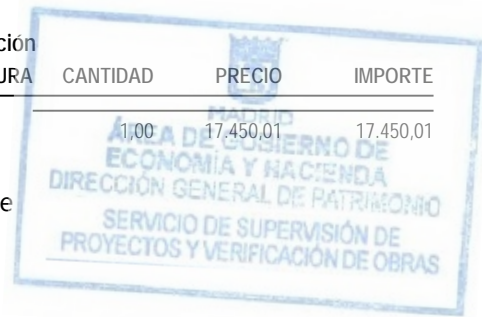 ción
URA CANTIDAD PRECIO IMPORTE
MADRID
1,00 17.450,01 17.450,01
ÁREA DE GOBIERNO DE
ECONOMÍA Y HACIENDA
DIRECCIÓN GENERAL DE PATRIMONIO
e
SERVICIO DE SUPERVISIÓN DE
PROYECTOS Y VERIFICACIÓN DE OBRAS